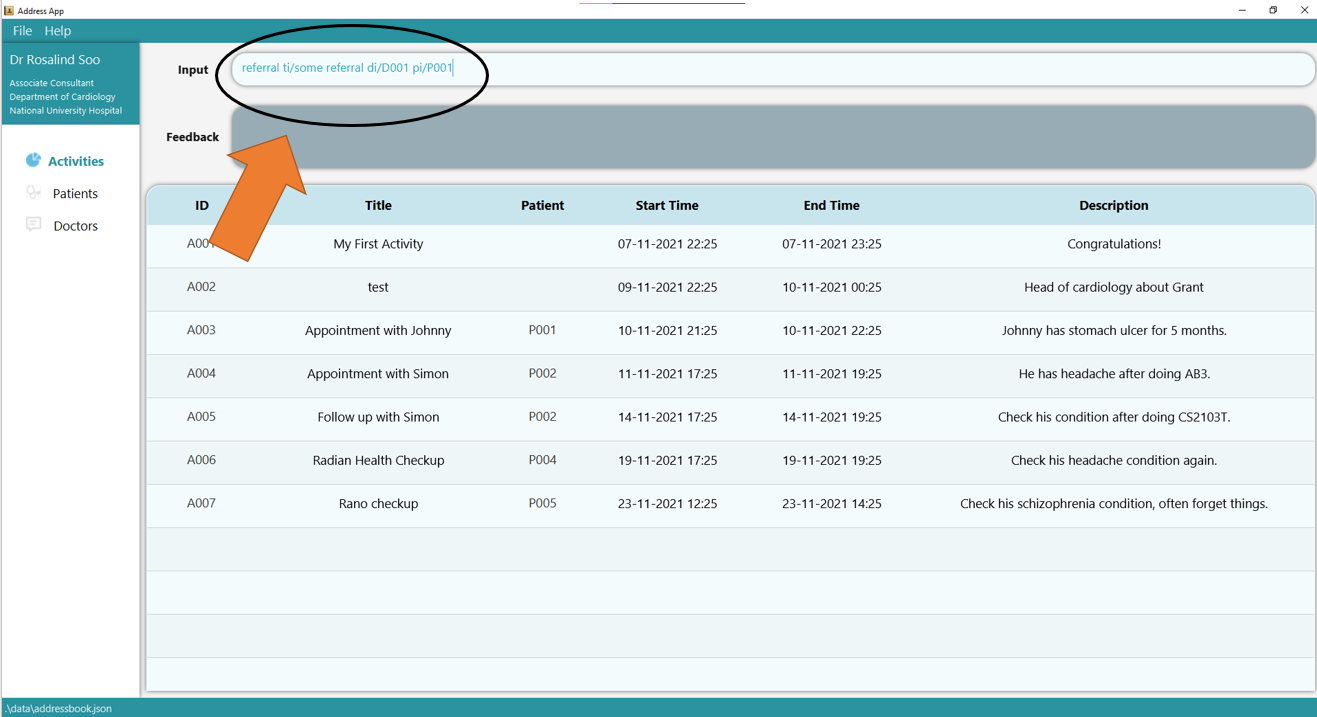 Address App
File Help
Dr Rosalind Soo
Associate Consultant
Department of Cardiology
National University Hospital
Activities
Patients
Doctors
Input referral ti/some referral di/D001 pi/P001
Feedback
ID Title Patient Start Time End Time Description
A001 My First Activity 07-11-2021 22:25 07-11-2021 23:25 Congratulations!
A002 test 09-11-2021 22:25 10-11-2021 00:25 Head of cardiology about Grant
A003 Appointment with Johnny P001 10-11-2021 21:25 10-11-2021 22:25 Johnny has stomach ulcer for 5 months.
A004 Appointment with Simon P002 11-11-2021 17:25 11-11-2021 19:25 He has headache after doing AB3.
A005 Follow up with Simon P002 14-11-2021 17:25 14-11-2021 19:25 Check his condition after doing CS2103T.
A006 Radian Health Checkup P004 19-11-2021 17:25 19-11-2021 19:25 Check his headache condition again.
A007 Rano checkup P005 23-11-2021 12:25 23-11-2021 14:25 Check his schizophrenia condition, often forget things.
.\data\addressbook.json